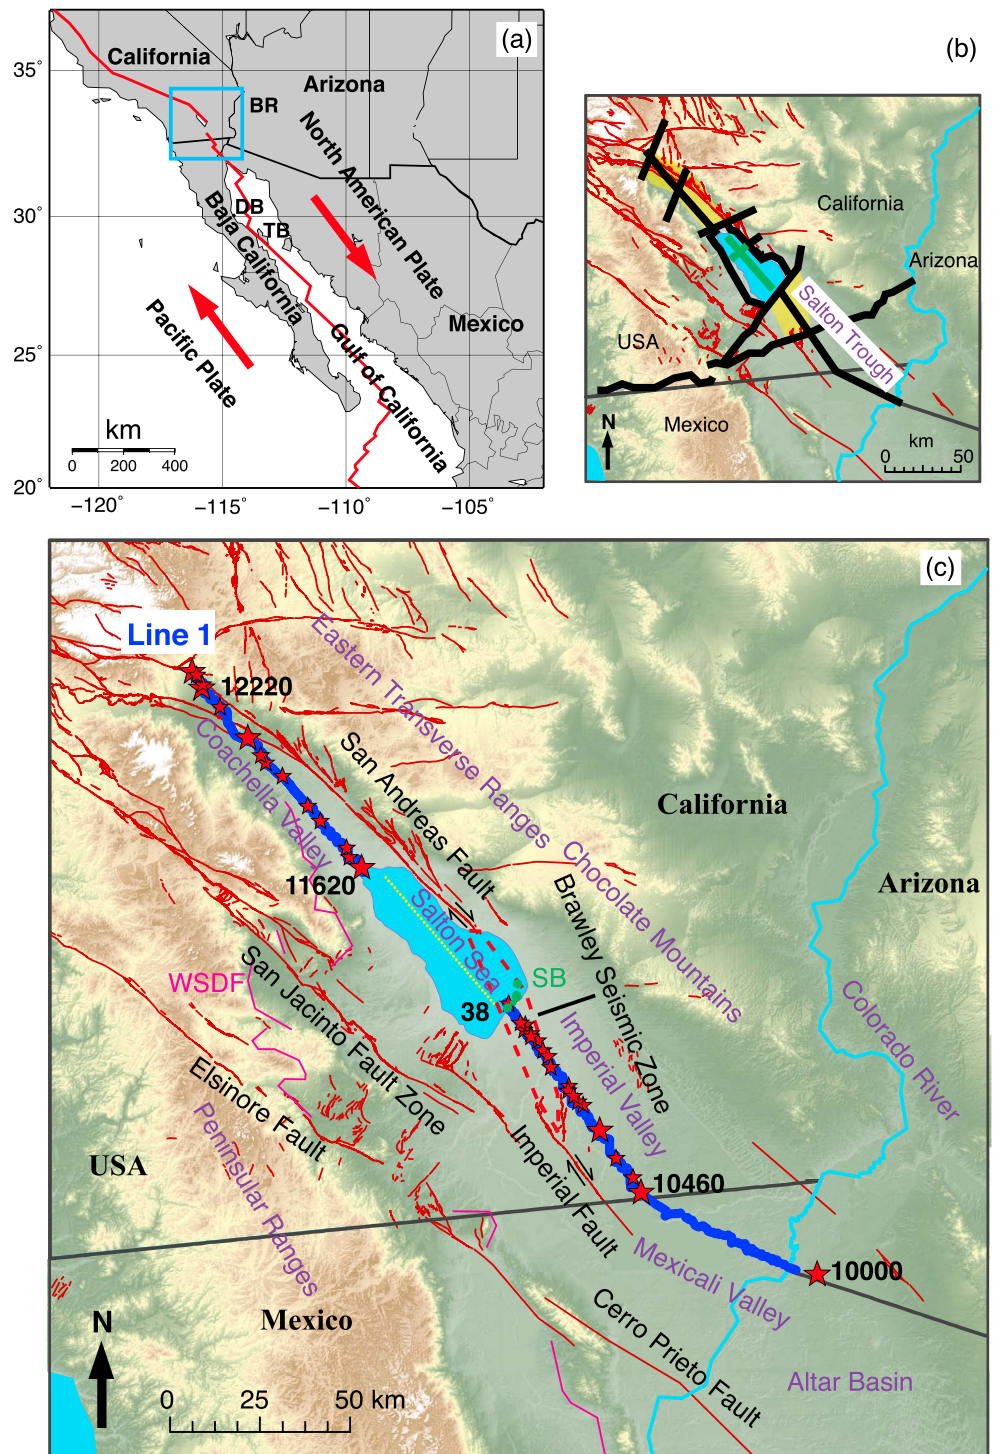 (a)
35°
California
Arizona
BR
North American Plate
30°
DB
TB
Baja California
Pacific Plate
Gulf of California
Mexico
25°
km
0 200 400
20°
−120° −115° −110° −105°
(b)
California
Arizona
Salton Trough
USA
Mexico
N
km
0 50
(c)
Line 1
12220
Eastern Transverse Ranges
Coachella Valley
San Andreas Fault
California
11620
Arizona
Chocolate Mountains
Salton Sea
Brawley Seismic Zone
WSDF
SB
38
San Jacinto Fault Zone
Imperial Valley
Colorado River
Elsinore Fault
Peninsular Ranges
USA
Imperial Fault
10460
Mexicali Valley
10000
Mexico
Cerro Prieto Fault
Altar Basin
N
0 25 50 km